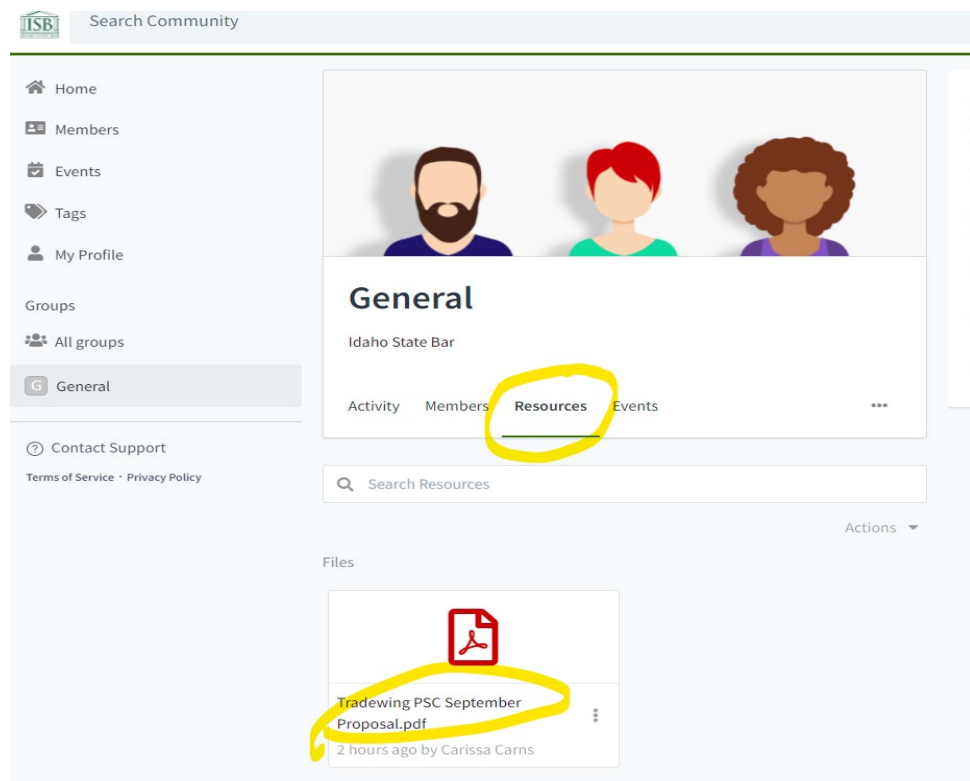 ISB
Search Community
Home
Members
Events
Tags
My Profile
Groups
All groups
G General
Contact Support
Terms of Service · Privacy Policy
General
Idaho State Bar
Activity Members Resources Events
Search Resources
Actions
Files
Tradewing PSC September
Proposal.pdf
2 hours ago by Carissa Carns